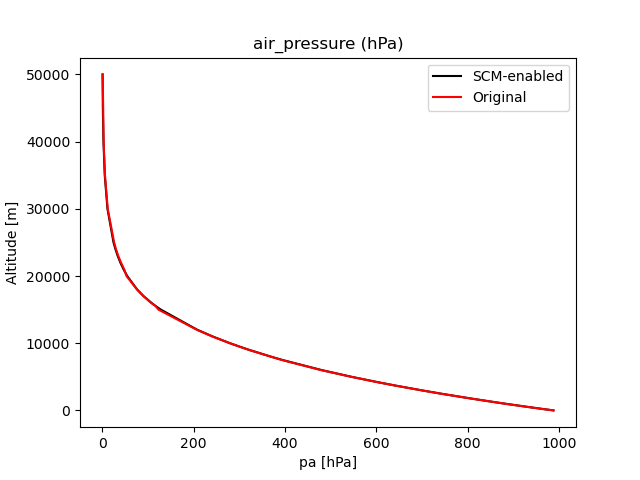 air_pressure (hPa)
SCM-enabled
Original
50000
40000
30000
20000
10000
0
Altitude [m]
0 200 400 600 800 1000
pa [hPa]